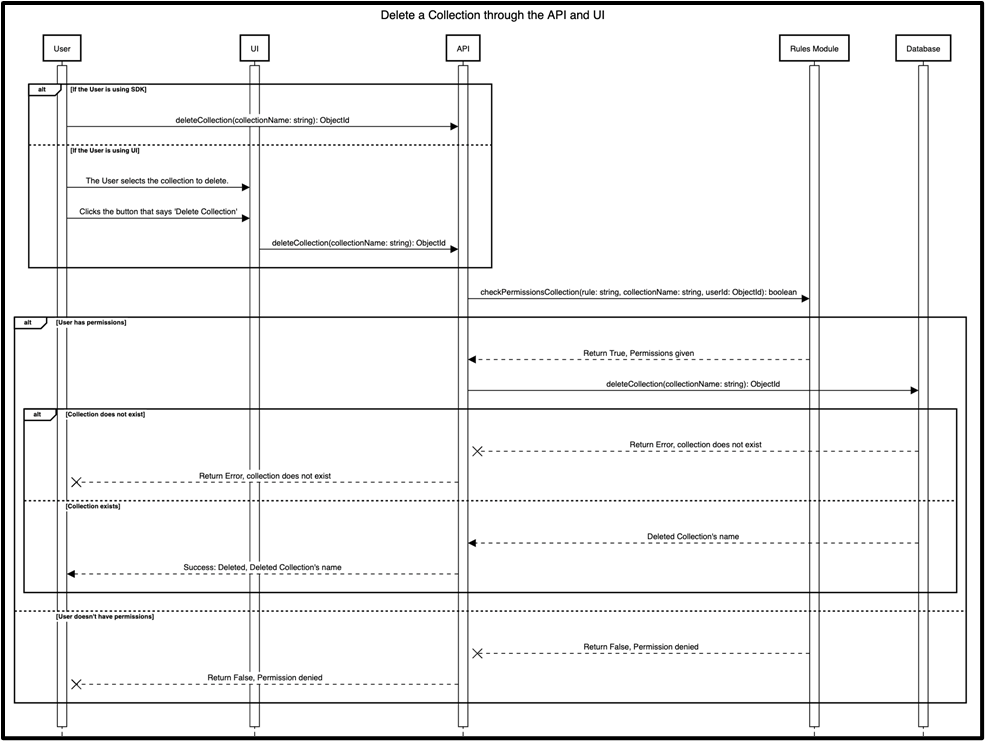 Delete a Collection through the API and UI
User
UI
API
Rules Module
Database
alt
[If the User is using SDK]
deleteCollection(collectionName: string): ObjectId
[If the User is using UI]
The User selects the collection to delete.
Clicks the button that says 'Delete Collection'
deleteCollection(collectionName: string): ObjectId
checkPermissionsCollection(rule: string, collectionName: string, userId: ObjectId): boolean
alt
[User has permissions]
Return True, Permissions given
deleteCollection(collectionName: string): ObjectId
alt
[Collection does not exist]
Return Error, collection does not exist
Return Error, collection does not exist
[Collection exists]
Deleted Collection's name
Success: Deleted, Deleted Collection's name
[User doesn't have permissions]
Return False, Permission denied
Return False, Permission denied